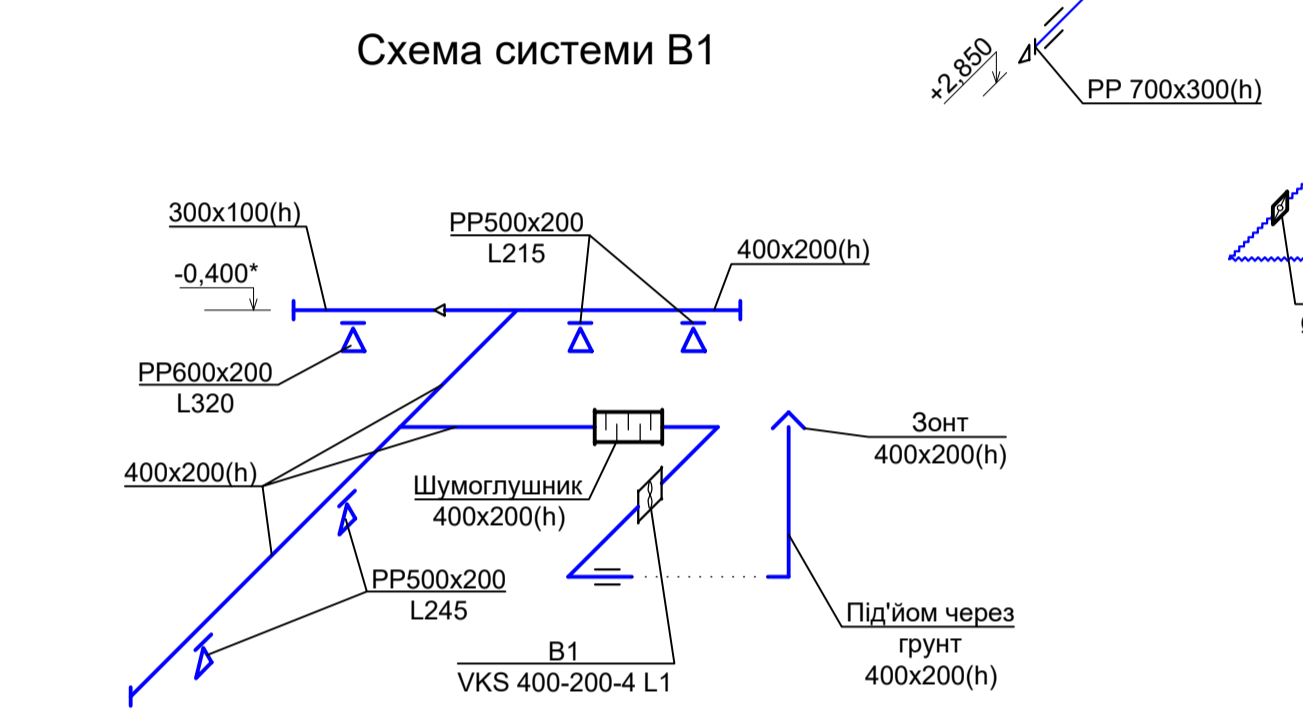 Схема системи В1
+2,850
РР 700х300(h)
300х100(h)
РР500х200
L215
400х200(h)
-0,400*
РР600х200
L320
Зонт
400х200(h)
400х200(h)
Шумоглушник
400х200(h)
РР500х200
L245
Під'йом через
грунт
400х200(h)
В1
VKS 400-200-4 L1